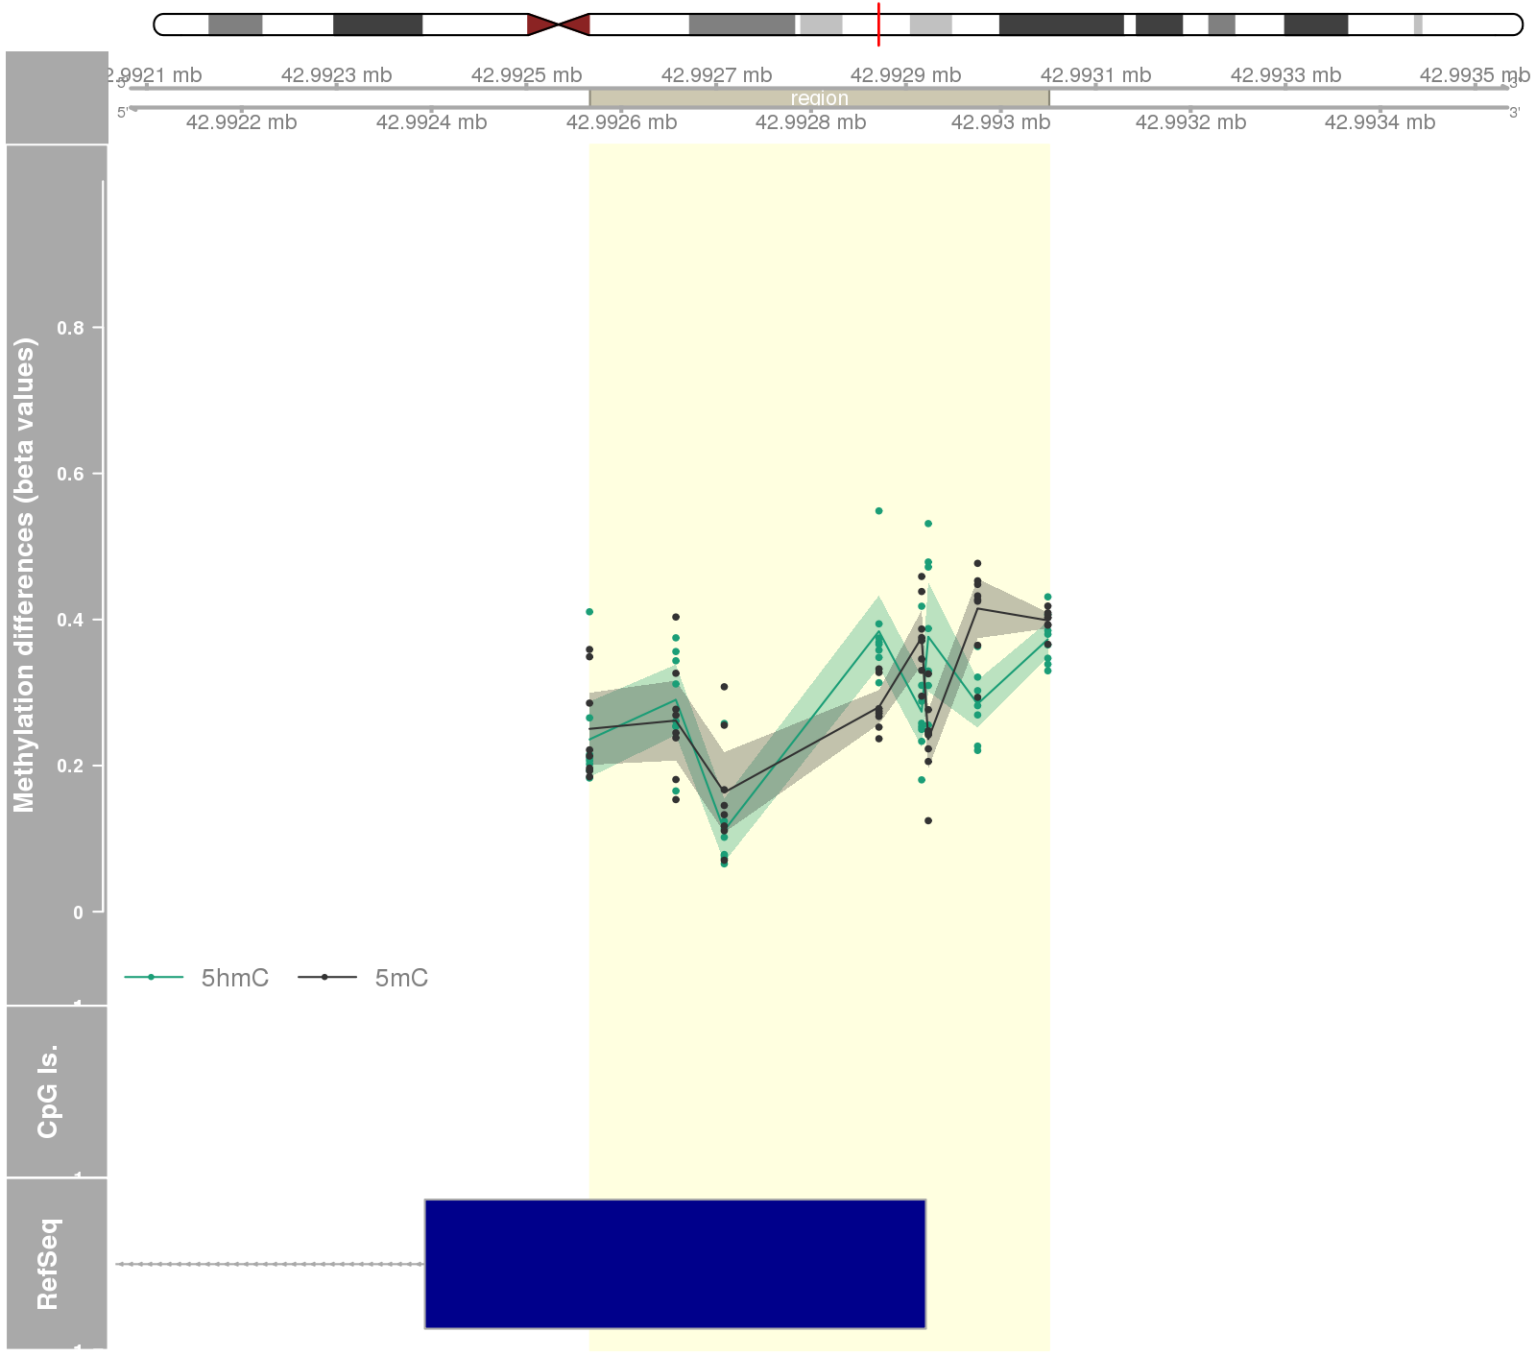 42.9921 mb 42.9923 mb 42.9925 mb 42.9927 mb 42.9929 mb 42.9931 mb 42.9933 mb 42.9935 mb
region
5' 3'
42.9922 mb 42.9924 mb 42.9926 mb 42.9928 mb 42.993 mb 42.9932 mb 42.9934 mb
Methylation differences (beta values)
0.8
0.6
0.4
0.2
0
5hmC 5mC
CpG Is.
RefSeq